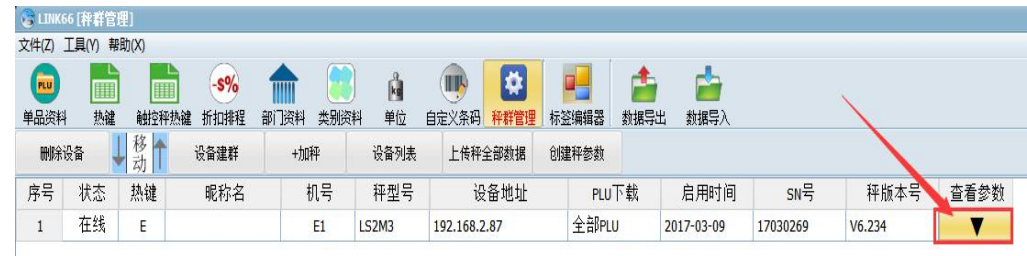 LINK66 [秤群管理]
文件(Z) 工具(Y) 帮助(X)
PLU -$% kg
单品资料 热键 触控秤热键 折扣排程 部门资料 类别资料 单位 自定义条码 秤群管理 标签编辑器 数据导出 数据导入
删除设备 移动 设备建群 +加秤 设备列表 上传秤全部数据 创建秤参数
序号 状态 热键 昵称名 机号 秤型号 设备地址 PLU下载 启用时间 SN号 秤版本号 查看参数
1 在线 E E1 LS2M3 192.168.2.87 全部PLU 2017-03-09 17030269 V6.234 ▼